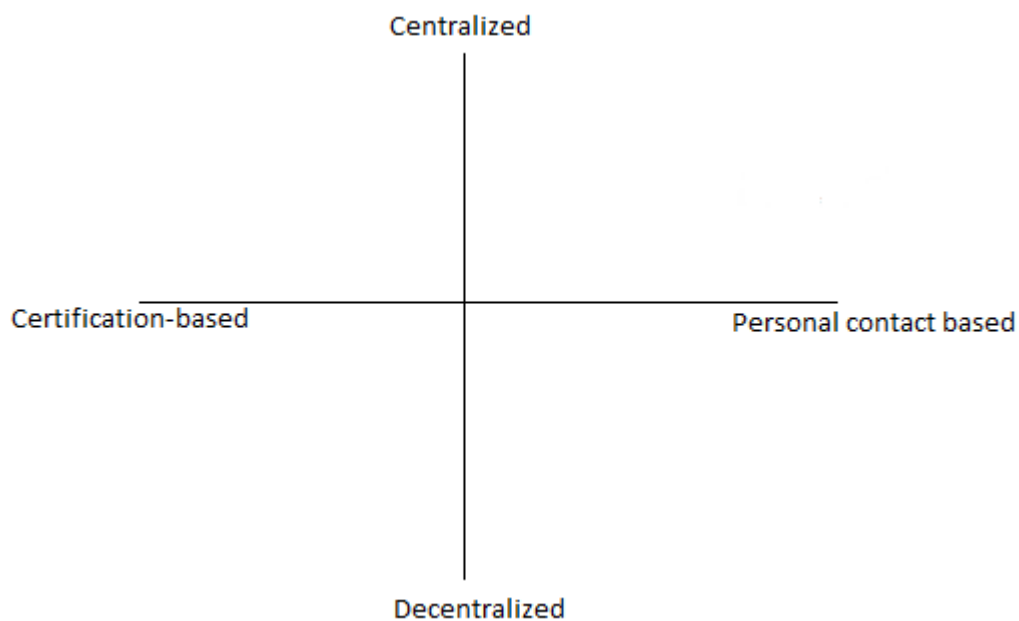 Centralized
Certification-based
Personal contact based
Decentralized